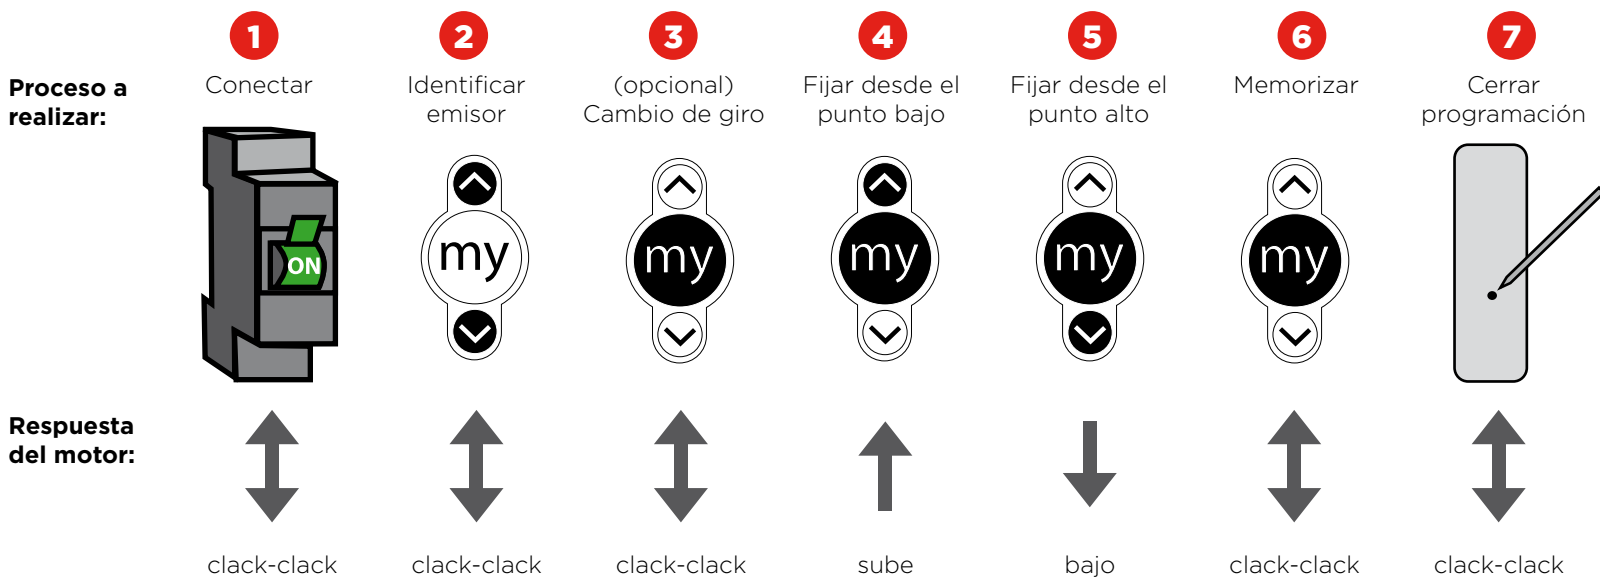 1 2 3 4 5 6 7
Proceso a
realizar:
Conectar
Identificar
emisor
(opcional)
Cambio de giro
Fijar desde el
punto bajo
Fijar desde el
punto alto
Memorizar
Cerrar
programación
ON
my
my
my
my
my
Respuesta
del motor:
clack-clack
clack-clack
clack-clack
sube
bajo
clack-clack
clack-clack